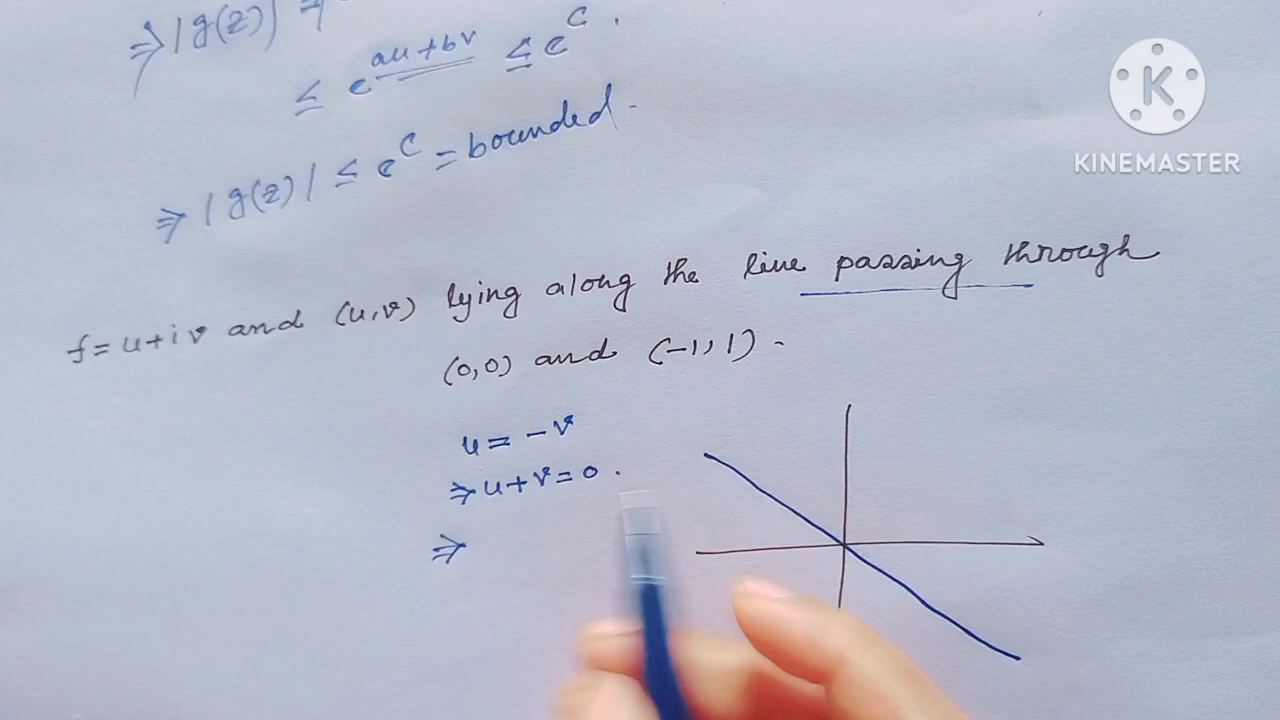 ⇒ |g(z)| =
≤ e^{au+bv} ≤ e^C.
⇒ |g(z)| ≤ e^C = bounded.
f=u+iv and (u,v) lying along the line passing through
(0,0) and (-1,1).
u = -v
⇒ u+v=0.
⇒
K
KINEMASTER